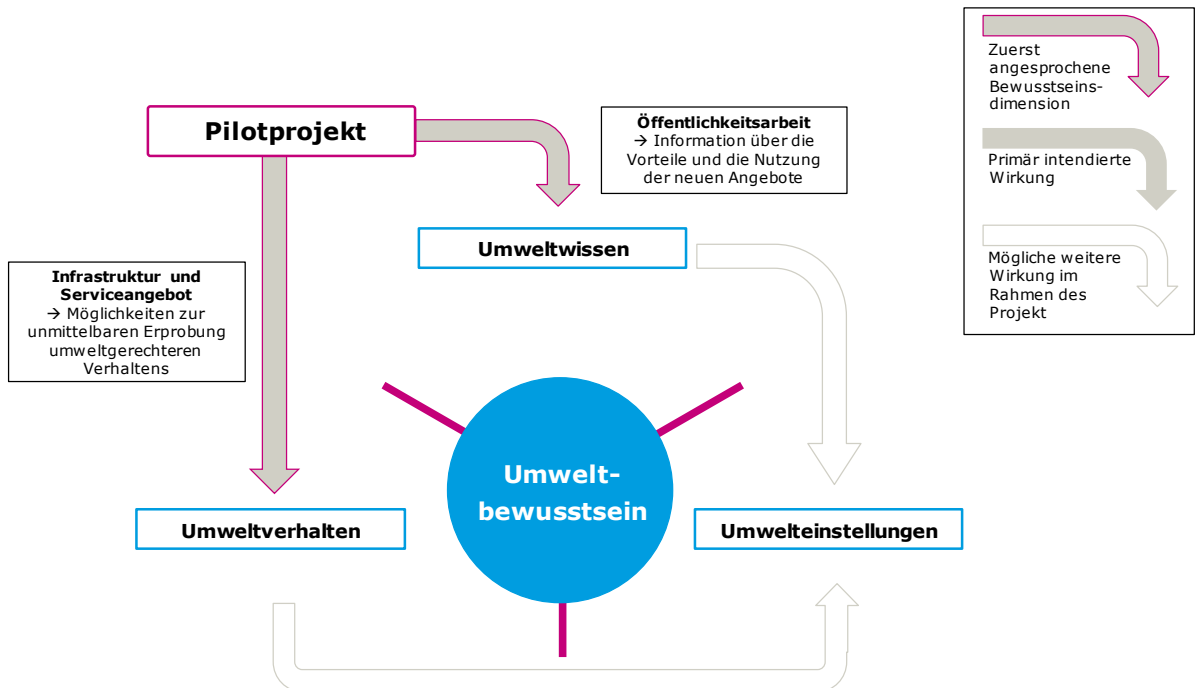 Pilotprojekt
Öffentlichkeitsarbeit
→ Information über die
Vorteile und die Nutzung
der neuen Angebote
Umweltwissen
Infrastruktur und
Serviceangebot
→ Möglichkeiten zur
unmittelbaren Erprobung
umweltgerechteren
Verhaltens
Umwelt-
bewusstsein
Umweltverhalten
Umwelteinstellungen
Zuerst
angesprochene
Bewusstseins-
dimension
Primär intendierte
Wirkung
Mögliche weitere
Wirkung im
Rahmen des
Projekt